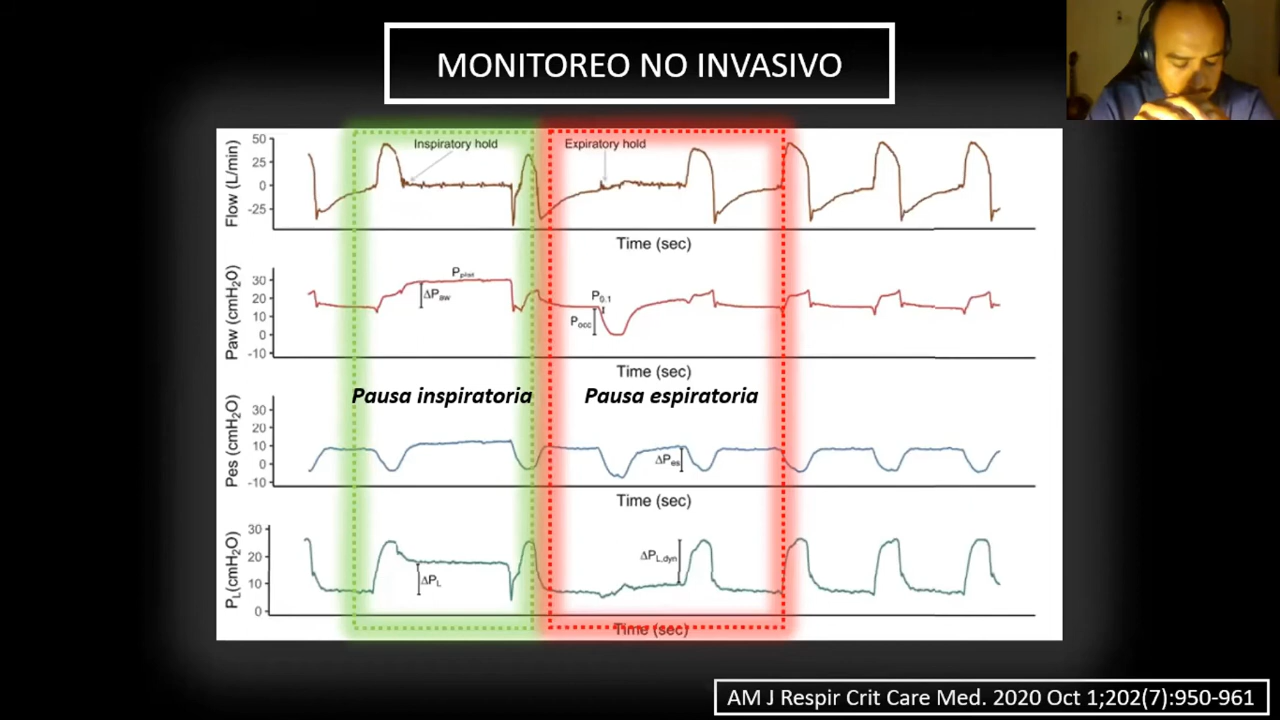 MONITOREO NO INVASIVO
Inspiratory hold
Expiratory hold
Flow (L/min)
50
25
0
-25
Time (sec)
Paw (cmH₂O)
30
20
10
0
-10
Pplat
ΔPaw
P0.1
Pocc
Time (sec)
Pausa inspiratoria
Pausa espiratoria
Pes (cmH₂O)
30
20
10
0
-10
ΔPes
Time (sec)
PL(cmH₂O)
30
20
10
0
ΔPL
ΔPL,dyn
Time (sec)
AM J Respir Crit Care Med. 2020 Oct 1;202(7):950-961